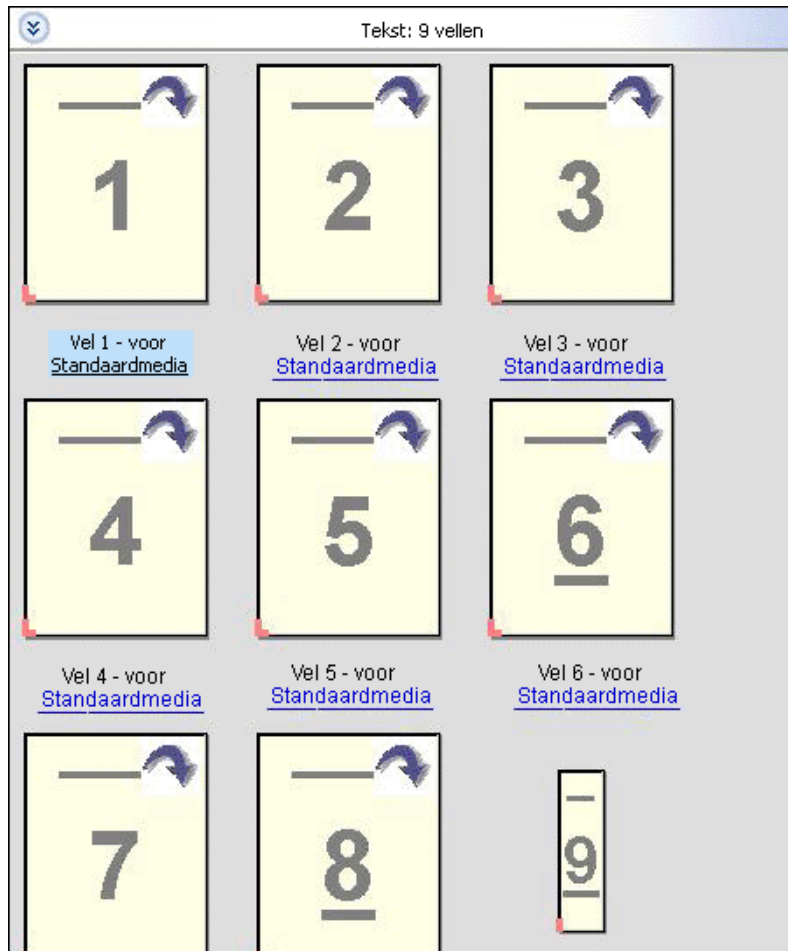 Tekst: 9 vellen
1
2
3
Vel 1 - voor
Standaardmedia
Vel 2 - voor
Standaardmedia
Vel 3 - voor
Standaardmedia
4
5
6
Vel 4 - voor
Standaardmedia
Vel 5 - voor
Standaardmedia
Vel 6 - voor
Standaardmedia
7
8
9